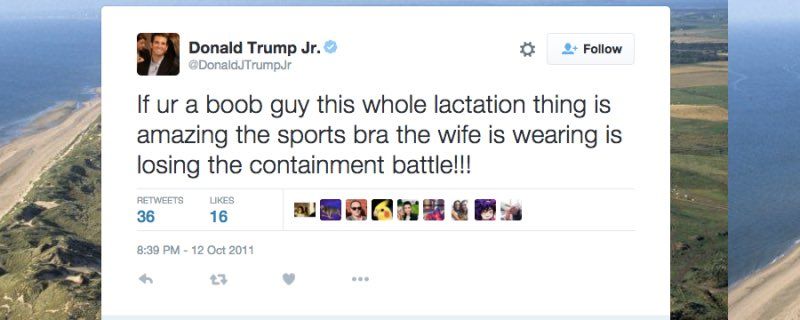 Donald Trump Jr.
@DonaldJTrumpJr
Follow
If ur a boob guy this whole lactation thing is
amazing the sports bra the wife is wearing is
losing the containment battle!!!
RETWEETS LIKES
36 16
8:39 PM - 12 Oct 2011